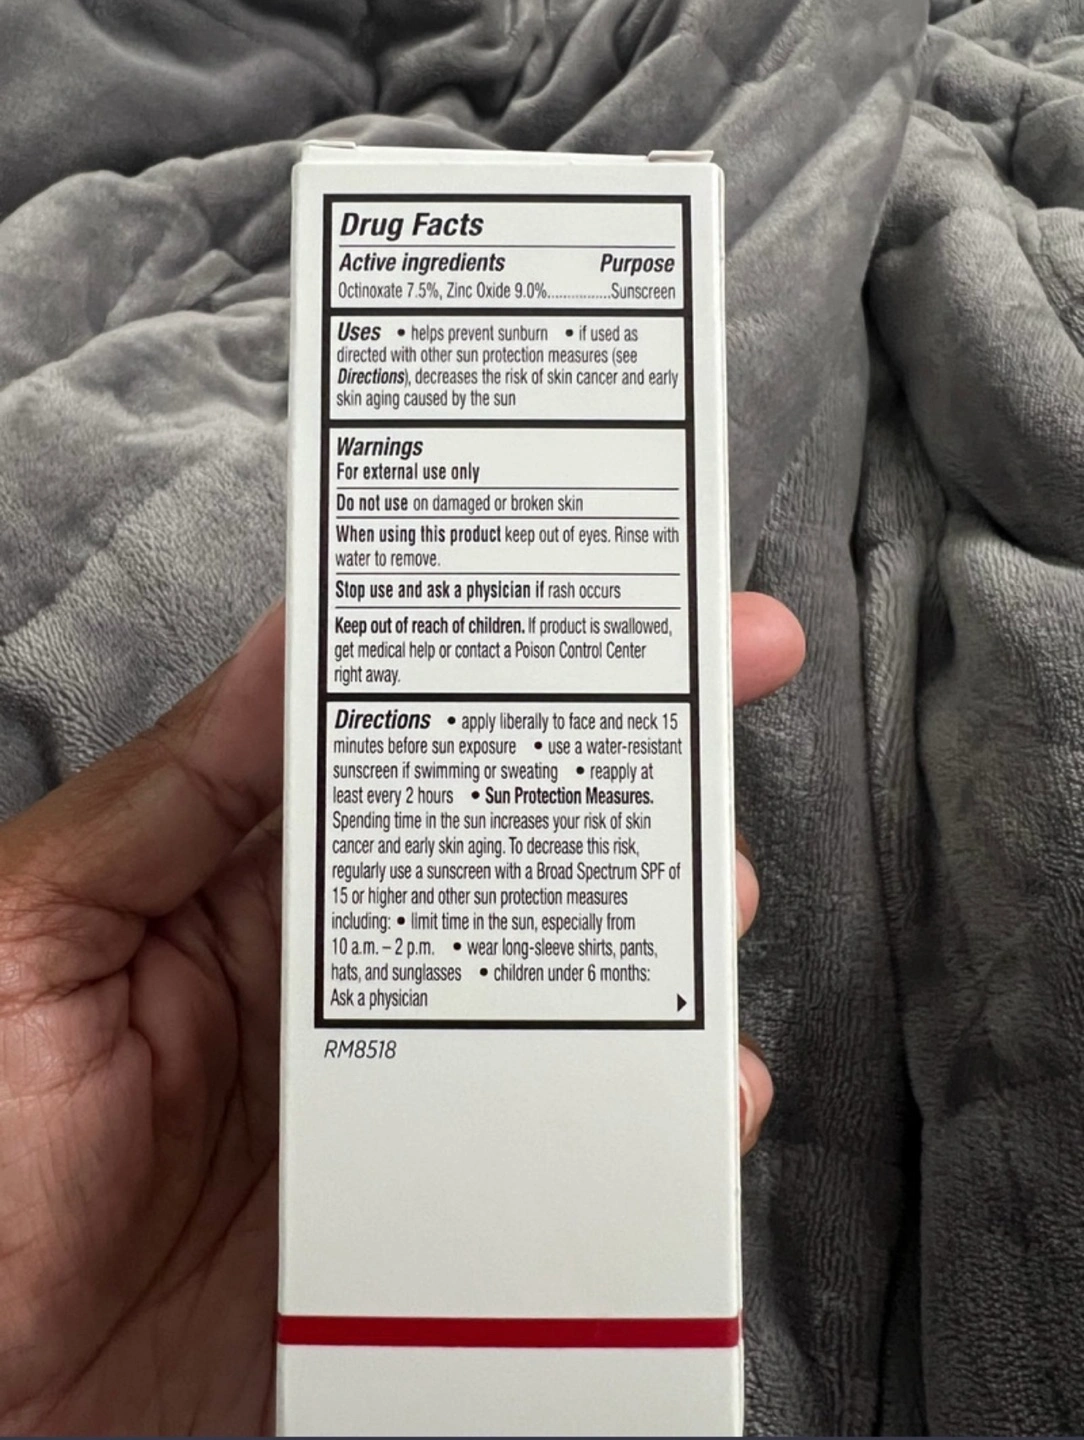 Drug Facts
Active ingredients Purpose
Octinoxate 7.5%, Zinc Oxide 9.0%...............Sunscreen
Uses • helps prevent sunburn • if used as
directed with other sun protection measures (see
Directions), decreases the risk of skin cancer and early
skin aging caused by the sun
Warnings
For external use only
Do not use on damaged or broken skin
When using this product keep out of eyes. Rinse with
water to remove.
Stop use and ask a physician if rash occurs
Keep out of reach of children. If product is swallowed,
get medical help or contact a Poison Control Center
right away.
Directions • apply liberally to face and neck 15
minutes before sun exposure • use a water-resistant
sunscreen if swimming or sweating • reapply at
least every 2 hours • Sun Protection Measures.
Spending time in the sun increases your risk of skin
cancer and early skin aging. To decrease this risk,
regularly use a sunscreen with a Broad Spectrum SPF of
15 or higher and other sun protection measures
including: • limit time in the sun, especially from
10 a.m. – 2 p.m. • wear long-sleeve shirts, pants,
hats, and sunglasses • children under 6 months:
Ask a physician
RM8518